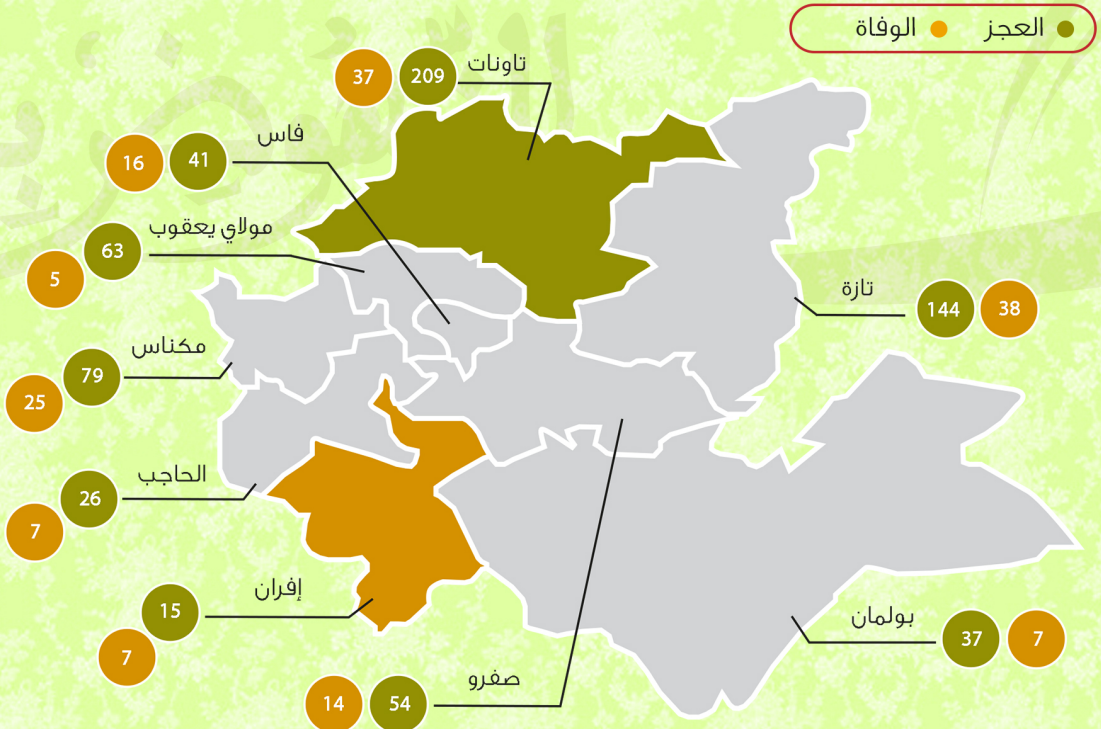 العجز
الوفاة
تاونات
209
37
فاس
41
16
مولاي يعقوب
63
5
تازة
144
38
مكناس
79
25
الحاجب
26
7
إفران
15
7
بولمان
37
7
صفرو
54
14